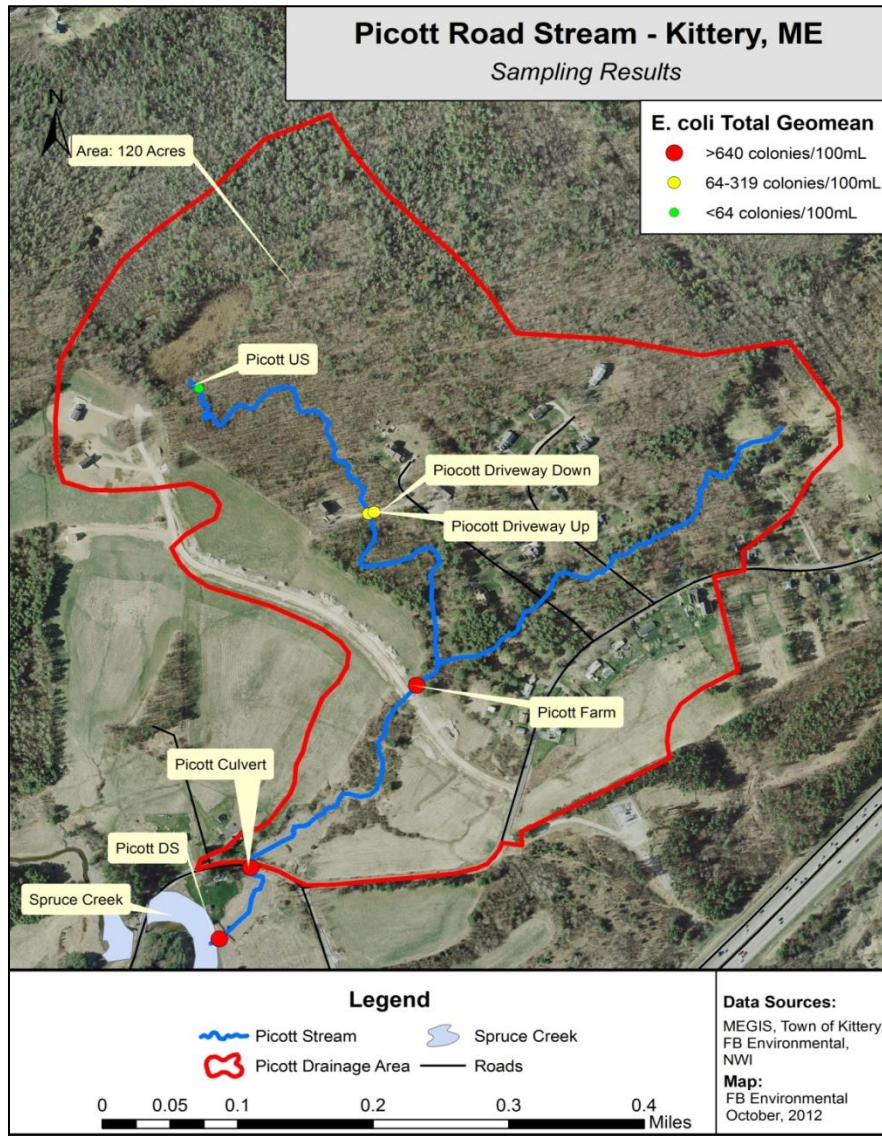 Picott Road Stream - Kittery, ME
Sampling Results
N
E. coli Total Geomean
>640 colonies/100mL
64-319 colonies/100mL
<64 colonies/100mL
Area: 120 Acres
Picott US
Piocott Driveway Down
Piocott Driveway Up
Picott Farm
Picott Culvert
Picott DS
Spruce Creek
Legend
Picott Stream
Spruce Creek
Picott Drainage Area
Roads
0 0.05 0.1 0.2 0.3 0.4
Miles
Data Sources:
MEGIS, Town of Kittery
FB Environmental,
NWI
Map:
FB Environmental
October, 2012